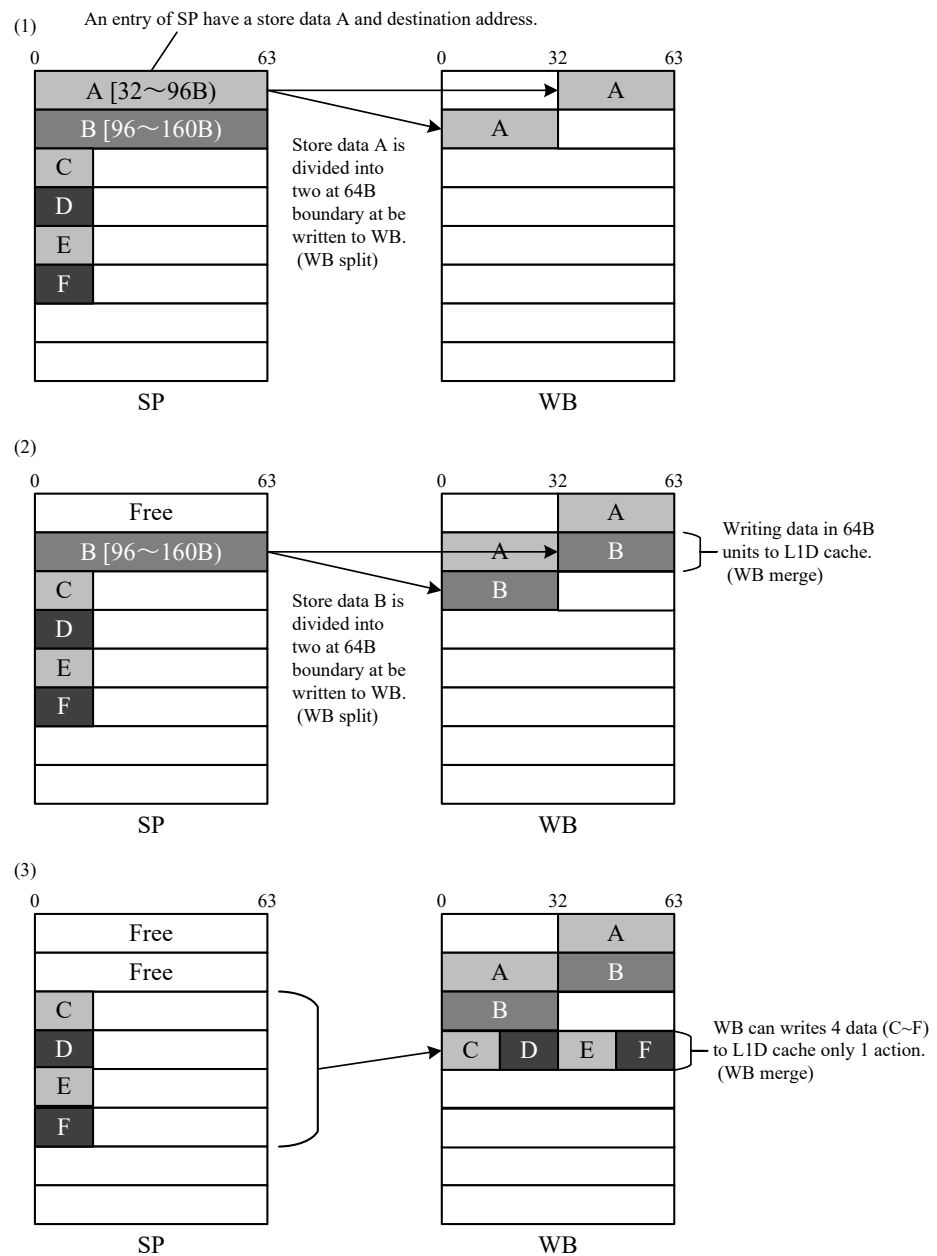 An entry of SP have a store data A and destination address.
(1)
0 63 0 32 63
A [32～96B) A
B [96～160B) A
Store data A is
divided into
two at 64B
boundary at be
written to WB.
(WB split)
C
D
E
F
SP WB
(2)
0 63 0 32 63
Free A
B [96～160B) A B
Writing data in 64B
units to L1D cache.
(WB merge)
C B
Store data B is
divided into
two at 64B
boundary at be
written to WB.
(WB split)
D
E
F
SP WB
(3)
0 63 0 32 63
Free A
Free A B
C B
D C D E F
WB can writes 4 data (C~F)
to L1D cache only 1 action.
(WB merge)
E
F
SP WB